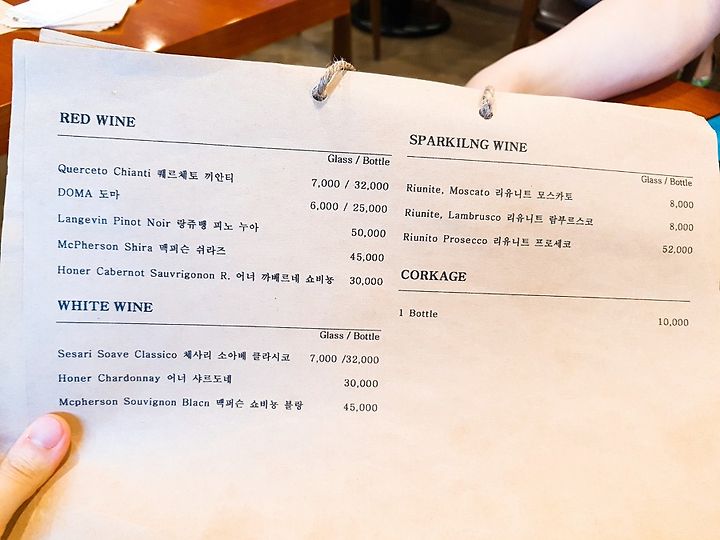 RED WINE
Glass / Bottle
Querceto Chianti 퀘르체토 끼안티 7,000 / 32,000
DOMA 도마 6,000 / 25,000
Langevin Pinot Noir 랑쥬뱅 피노 누아 50,000
McPherson Shira 맥퍼슨 쉬라즈 45,000
Honer Cabernot Sauvrigonon R. 어너 까베르네 쇼비뇽 30,000
WHITE WINE
Glass / Bottle
Sesari Soave Classico 체사리 소아베 클라시코 7,000 /32,000
Honer Chardonnay 어너 샤르도네 30,000
Mcpherson Souvignon Blacn 맥퍼슨 쇼비뇽 블랑 45,000
SPARKILNG WINE
Glass / Bottle
Riunite, Moscato 리유니트 모스카토 8,000
Riunite, Lambrusco 리유니트 람부르스코 8,000
Riunito Prosecco 리유니트 프로세코 52,000
CORKAGE
1 Bottle 10,000